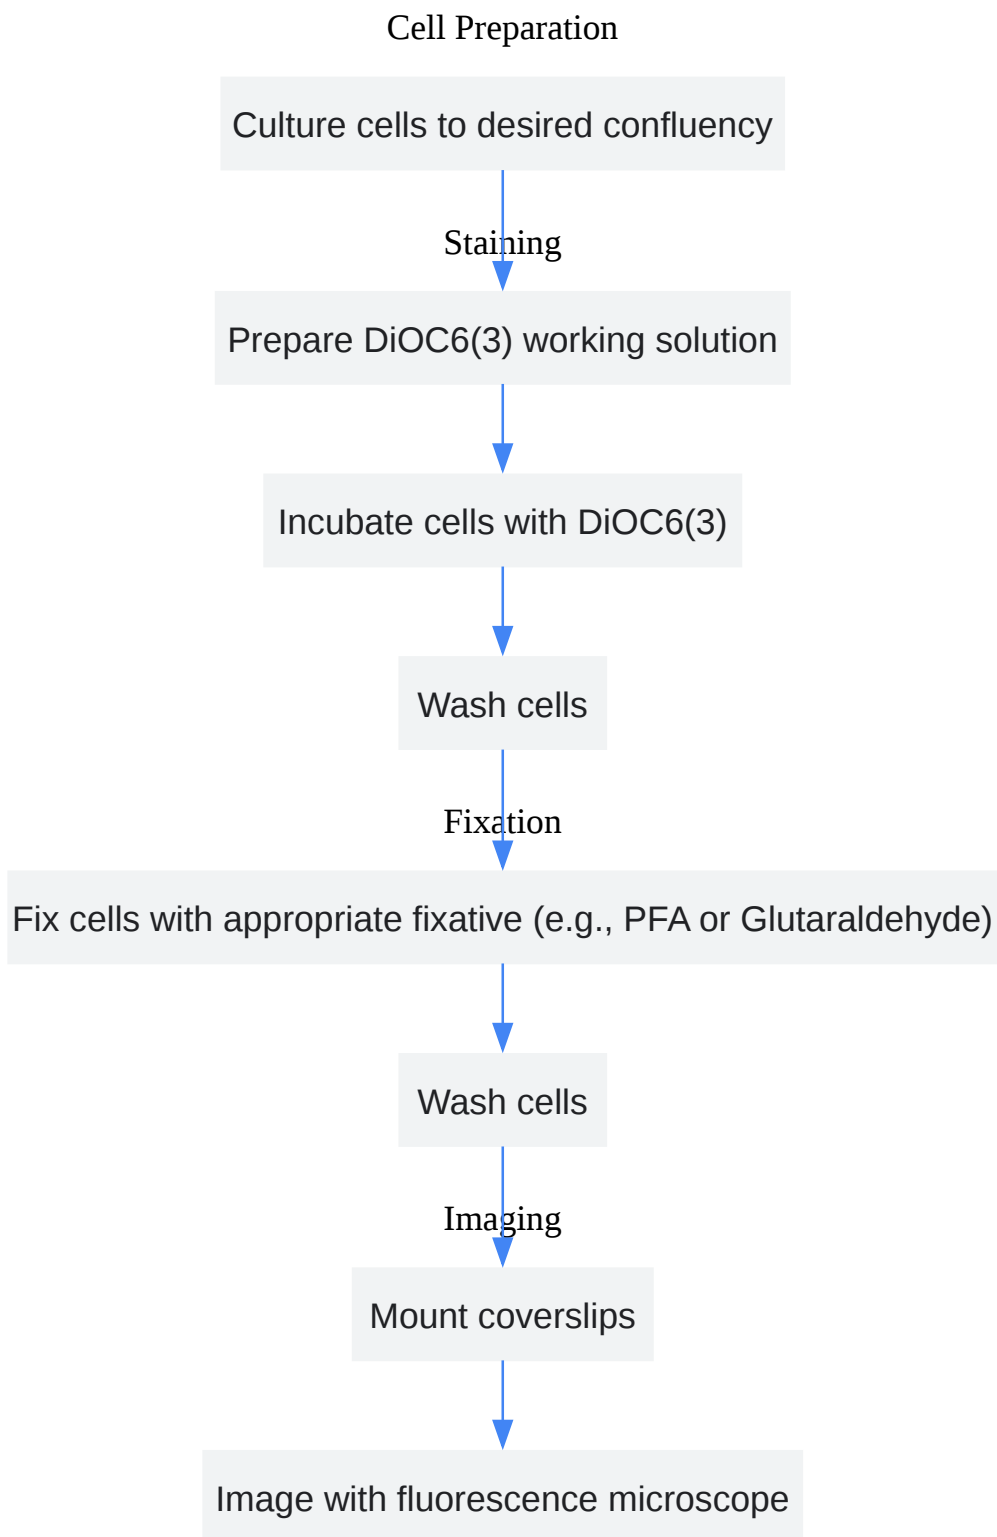 Cell Preparation
Culture cells to desired confluency
Staining
Prepare DiOC6(3) working solution
Incubate cells with DiOC6(3)
Wash cells
Fixation
Fix cells with appropriate fixative (e.g., PFA or Glutaraldehyde)
Wash cells
Imaging
Mount coverslips
Image with fluorescence microscope